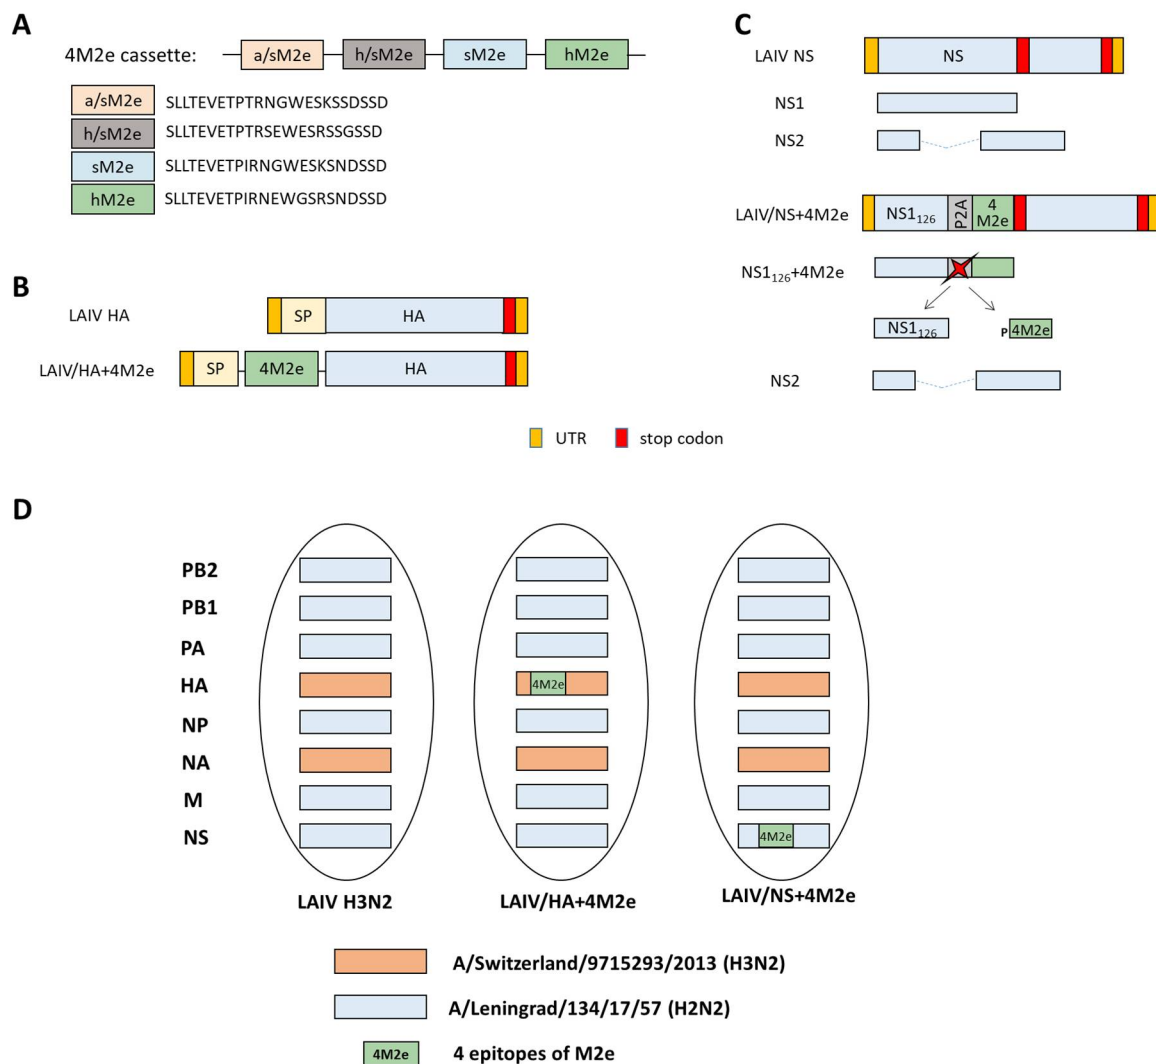 A
4M2e cassette:
a/sM2e
h/sM2e
sM2e
hM2e
a/sM2e SLLTEVETPTRNGWESKSSDSSD
h/sM2e SLLTEVETPTRSEWESRSSGSSD
sM2e SLLTEVETPIRNGWESKSNDSSD
hM2e SLLTEVETPIRNEWGSRSNDSSD
B
LAIV HA
SP
HA
LAIV/HA+4M2e
SP
4M2e
HA
C
LAIV NS
NS
NS1
NS2
LAIV/NS+4M2e
NS1₁₂₆
P2A
4
M2e
NS1₁₂₆+4M2e
NS1₁₂₆
P
4M2e
NS2
UTR
stop codon
D
PB2
PB1
PA
HA
4M2e
NP
NA
M
NS
4M2e
LAIV H3N2
LAIV/HA+4M2e
LAIV/NS+4M2e
A/Switzerland/9715293/2013 (H3N2)
A/Leningrad/134/17/57 (H2N2)
4M2e 4 epitopes of M2e